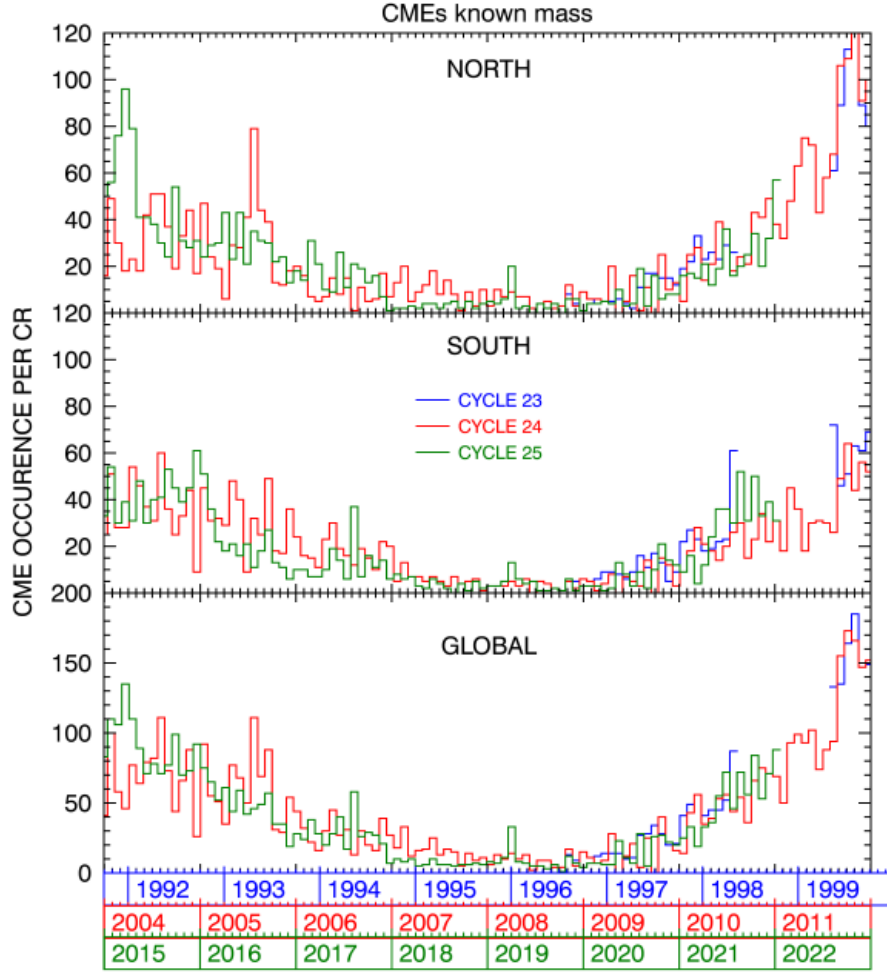 CMEs known mass
120
NORTH
100
80
60
40
20
120
SOUTH
100
80
CYCLE 23
60
CYCLE 24
CYCLE 25
40
20
200
GLOBAL
150
100
50
0
CME OCCURENCE PER CR
1992 1993 1994 1995 1996 1997 1998 1999
2004 2005 2006 2007 2008 2009 2010 2011
2015 2016 2017 2018 2019 2020 2021 2022